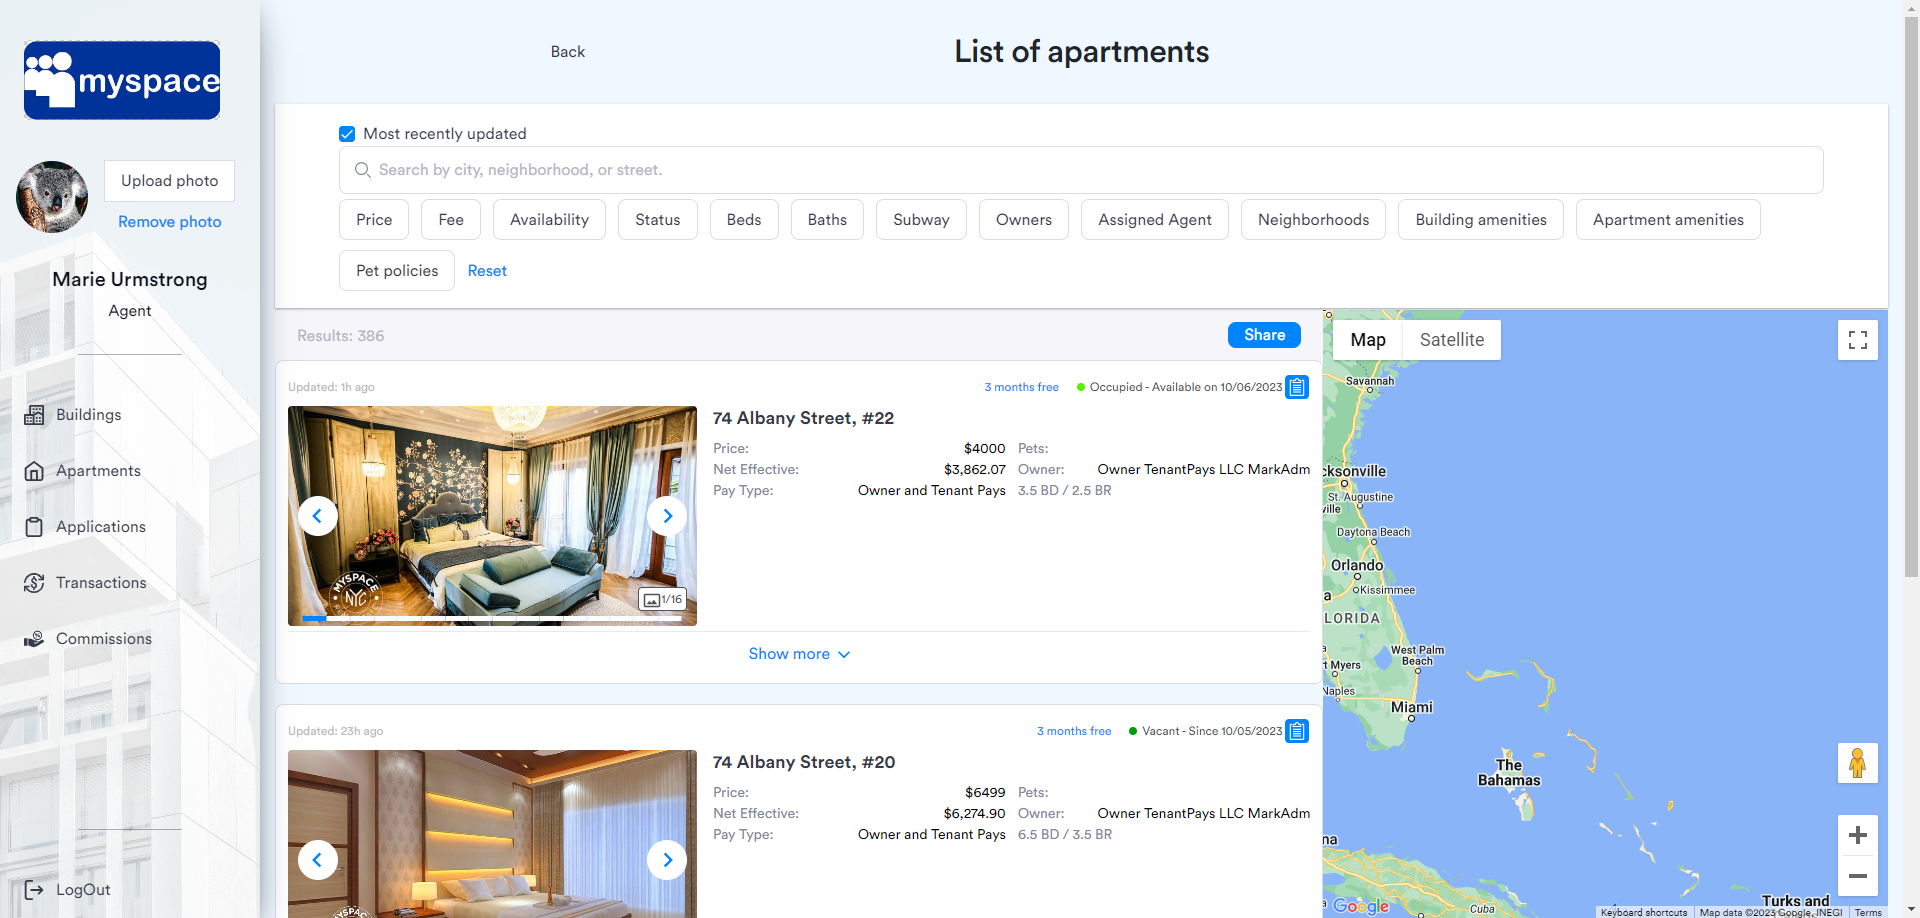 Back
List of apartments
myspace
Most recently updated
Search by city, neighborhood, or street.
Upload photo
Remove photo
Price
Fee
Availability
Status
Beds
Baths
Subway
Owners
Assigned Agent
Neighborhoods
Building amenities
Apartment amenities
Pet policies
Reset
Marie Urmstrong
Agent
Buildings
Apartments
Applications
Transactions
Commissions
LogOut
Results: 386
Share
Updated: 1h ago
3 months free
Occupied - Available on 10/06/2023
74 Albany Street, #22
Price: $4000 Pets:
Net Effective: $3,862.07 Owner: Owner TenantPays LLC MarkAdm
Pay Type: Owner and Tenant Pays 3.5 BD / 2.5 BR
MYSPACE
NYC
1/16
Show more
Updated: 23h ago
3 months free
Vacant - Since 10/05/2023
74 Albany Street, #20
Price: $6499 Pets:
Net Effective: $6,274.90 Owner: Owner TenantPays LLC MarkAdm
Pay Type: Owner and Tenant Pays 6.5 BD / 3.5 BR
MYSPACE
Map
Satellite
Savannah
cksonville
St. Augustine
ville
Daytona Beach
Orlando
Kissimmee
a
LORIDA
West Palm
Beach
a
t Myers
Naples
Miami
The
Bahamas
na
a
Cuba
Turks and
Google
Keyboard shortcuts
Map data ©2023 Google, INEGI
Terms